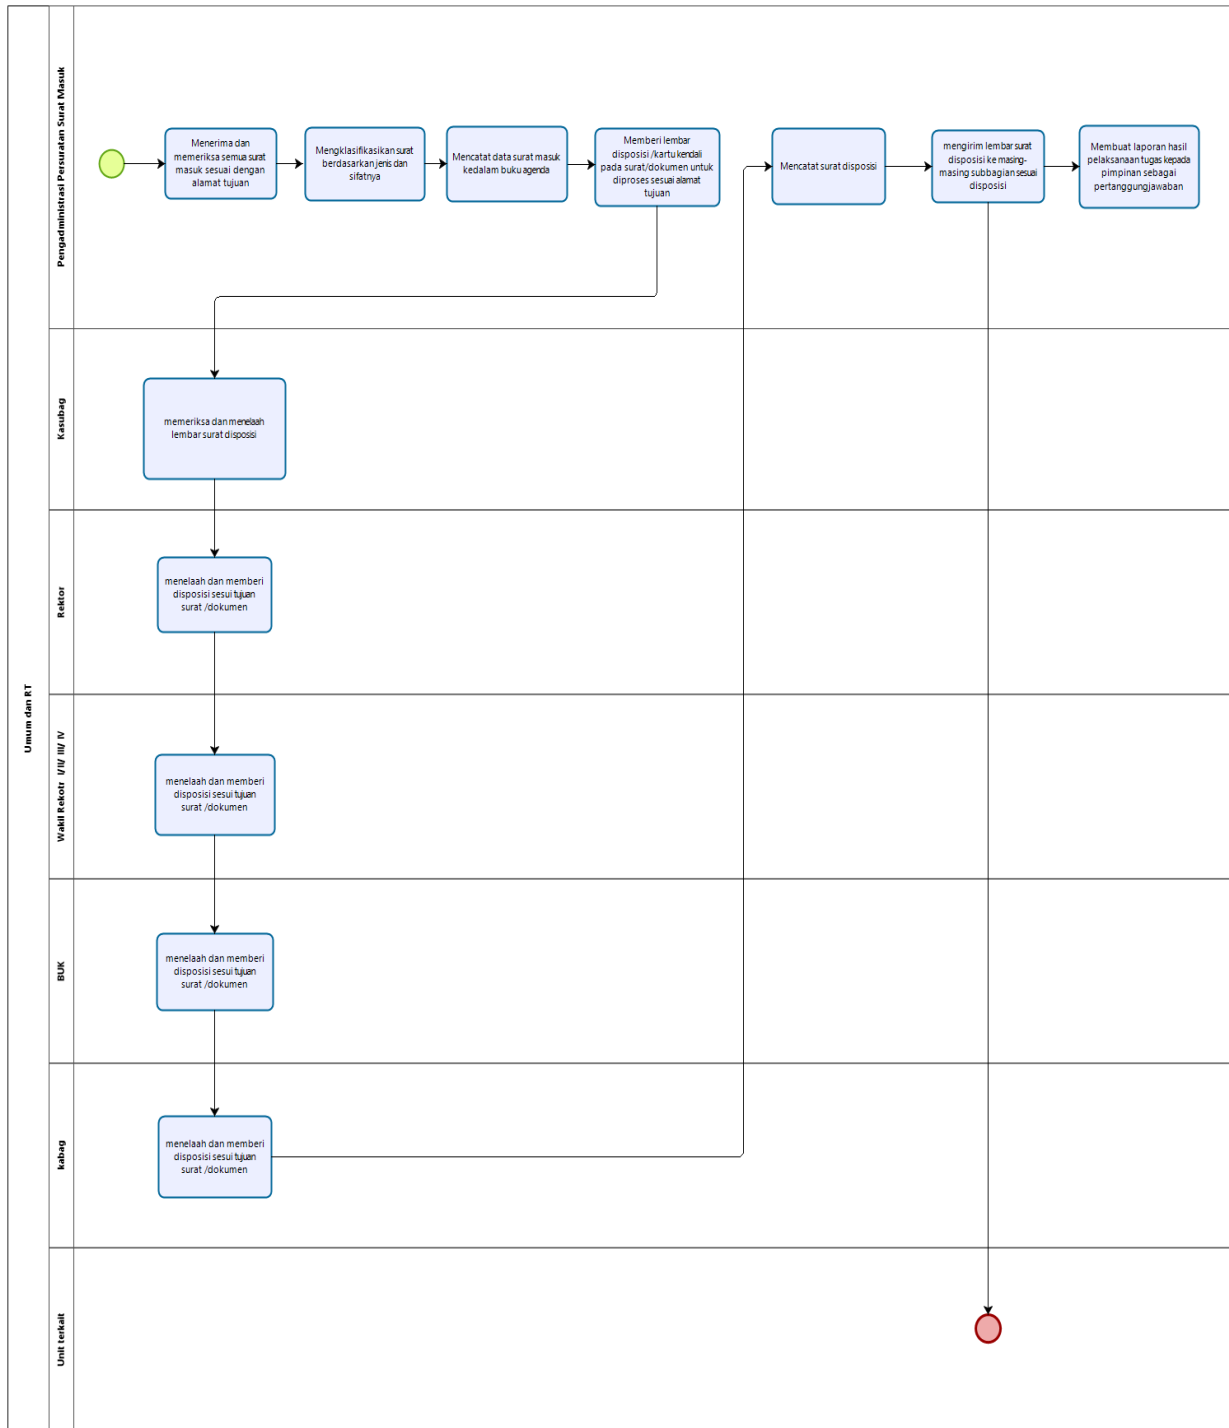 Umum dan RT
Pengadministrasi Persuratan Surat Masuk
Menerima dan
memeriksa semua surat
masuk sesuai dengan
alamat tujuan
Mengklasifikasikan surat
berdasarkan jenis dan
sifatnya
Mencatat data surat masuk
kedalam buku agenda
Memberi lembar
disposisi /kartu kendali
pada surat/dokumen untuk
diproses sesuai alamat
tujuan
Mencatat surat disposisi
mengirim lembar surat
disposisi ke masing-
masing subbagian sesuai
disposisi
Membuat laporan hasil
pelaksanaan tugas kepada
pimpinan sebagai
pertanggungjawaban
Kasubag
memeriksa dan menelaah
lembar surat disposisi
Rektor
menelaah dan memberi
disposisi sesui tujuan
surat /dokumen
Wakil Rekotr I/II/ III/ IV
menelaah dan memberi
disposisi sesui tujuan
surat /dokumen
BUK
menelaah dan memberi
disposisi sesui tujuan
surat /dokumen
kabag
menelaah dan memberi
disposisi sesui tujuan
surat /dokumen
Unit terkait